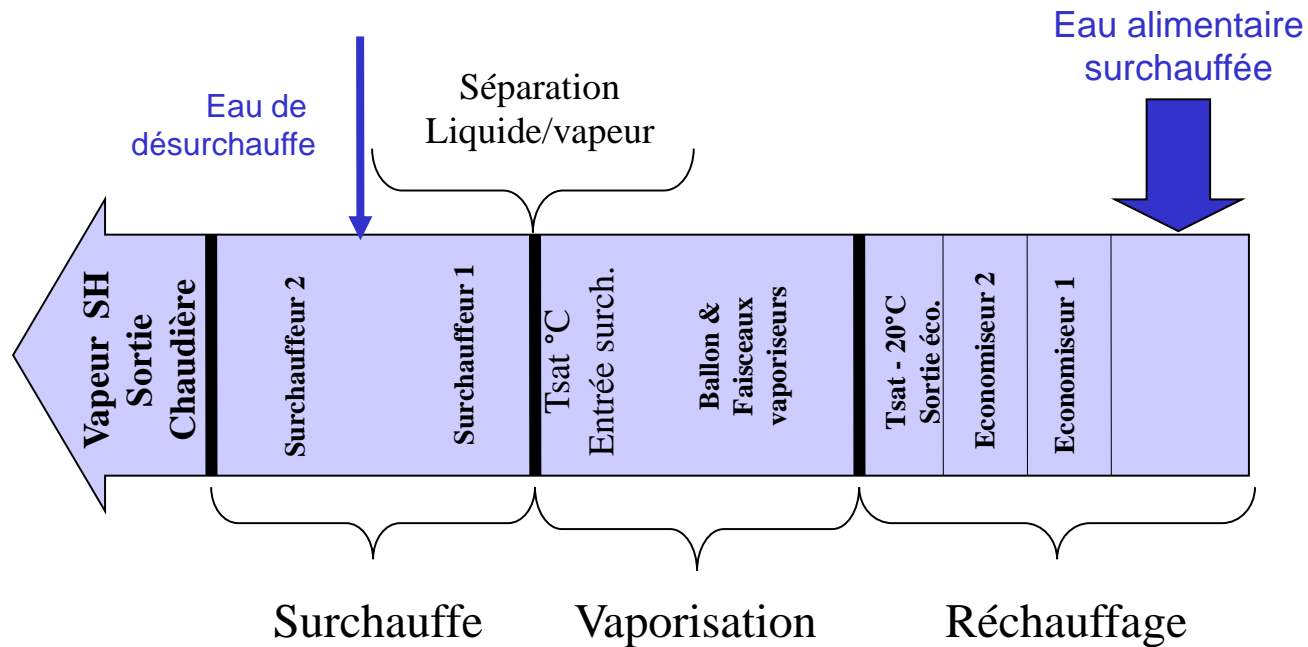 Eau alimentaire
surchauffée
Eau de
désurchauffe
Séparation
Liquide/vapeur
Vapeur SH
Sortie
Chaudière
Surchauffeur 2
Surchauffeur 1
Tsat °C
Entrée surch.
Ballon &
Faisceaux
vaporiseurs
Tsat - 20°C
Sortie éco.
Economiseur 2
Economiseur 1
Surchauffe
Vaporisation
Réchauffage